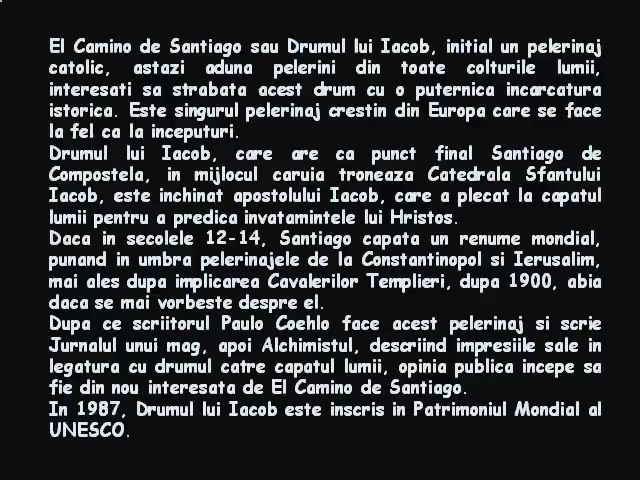 El Camino de Santiago sau Drumul lui Iacob, initial un pelerinaj
catolic, astazi aduna pelerini din toate colturile lumii,
interesati sa strabata acest drum cu o puternica incarcatura
istorica. Este singurul pelerinaj crestin din Europa care se face
la fel ca la inceputuri.
Drumul lui Iacob, care are ca punct final Santiago de
Compostela, in mijlocul caruia troneaza Catedrala Sfantului
Iacob, este inchinat apostolului Iacob, care a plecat la capatul
lumii pentru a predica invatamintele lui Hristos.
Daca in secolele 12-14, Santiago capata un renume mondial,
punand in umbra pelerinajele de la Constantinopol si Ierusalim,
mai ales dupa implicarea Cavalerilor Templieri, dupa 1900, abia
daca se mai vorbeste despre el.
Dupa ce scriitorul Paulo Coehlo face acest pelerinaj si scrie
Jurnalul unui mag, apoi Alchimistul, descriind impresiile sale in
legatura cu drumul catre capatul lumii, opinia publica incepe sa
fie din nou interesata de El Camino de Santiago.
In 1987, Drumul lui Iacob este inscris in Patrimoniul Mondial al
UNESCO.